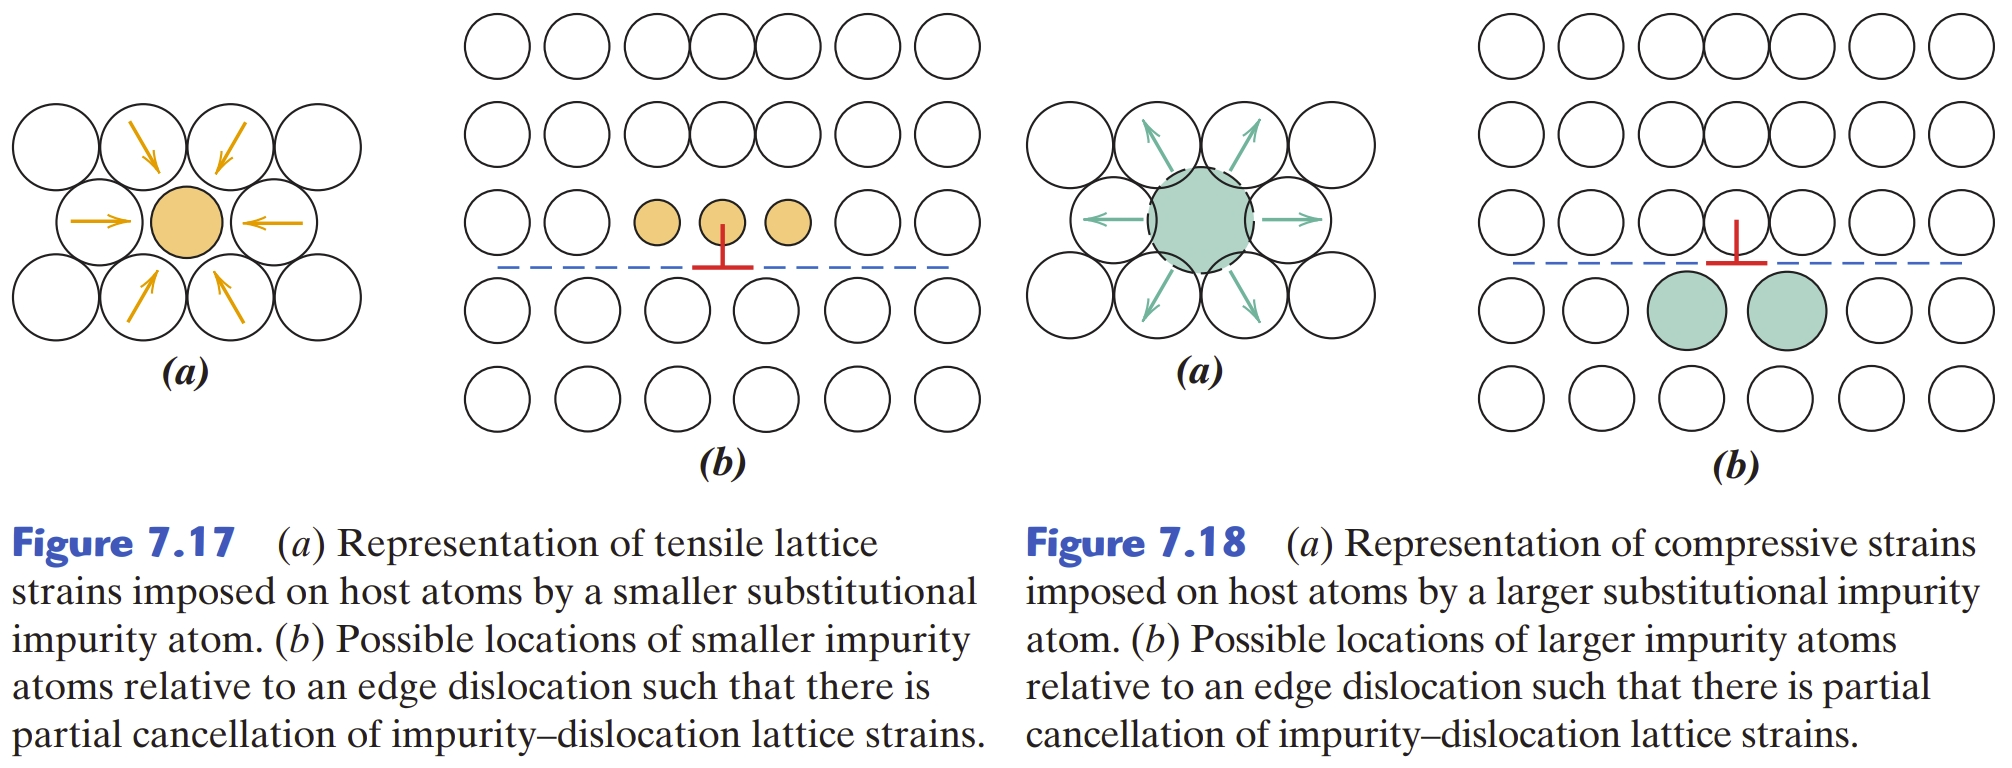 (a)
(b)
Figure 7.17 (a) Representation of tensile lattice
strains imposed on host atoms by a smaller substitutional
impurity atom. (b) Possible locations of smaller impurity
atoms relative to an edge dislocation such that there is
partial cancellation of impurity–dislocation lattice strains.
(a)
(b)
Figure 7.18 (a) Representation of compressive strains
imposed on host atoms by a larger substitutional impurity
atom. (b) Possible locations of larger impurity atoms
relative to an edge dislocation such that there is partial
cancellation of impurity–dislocation lattice strains.